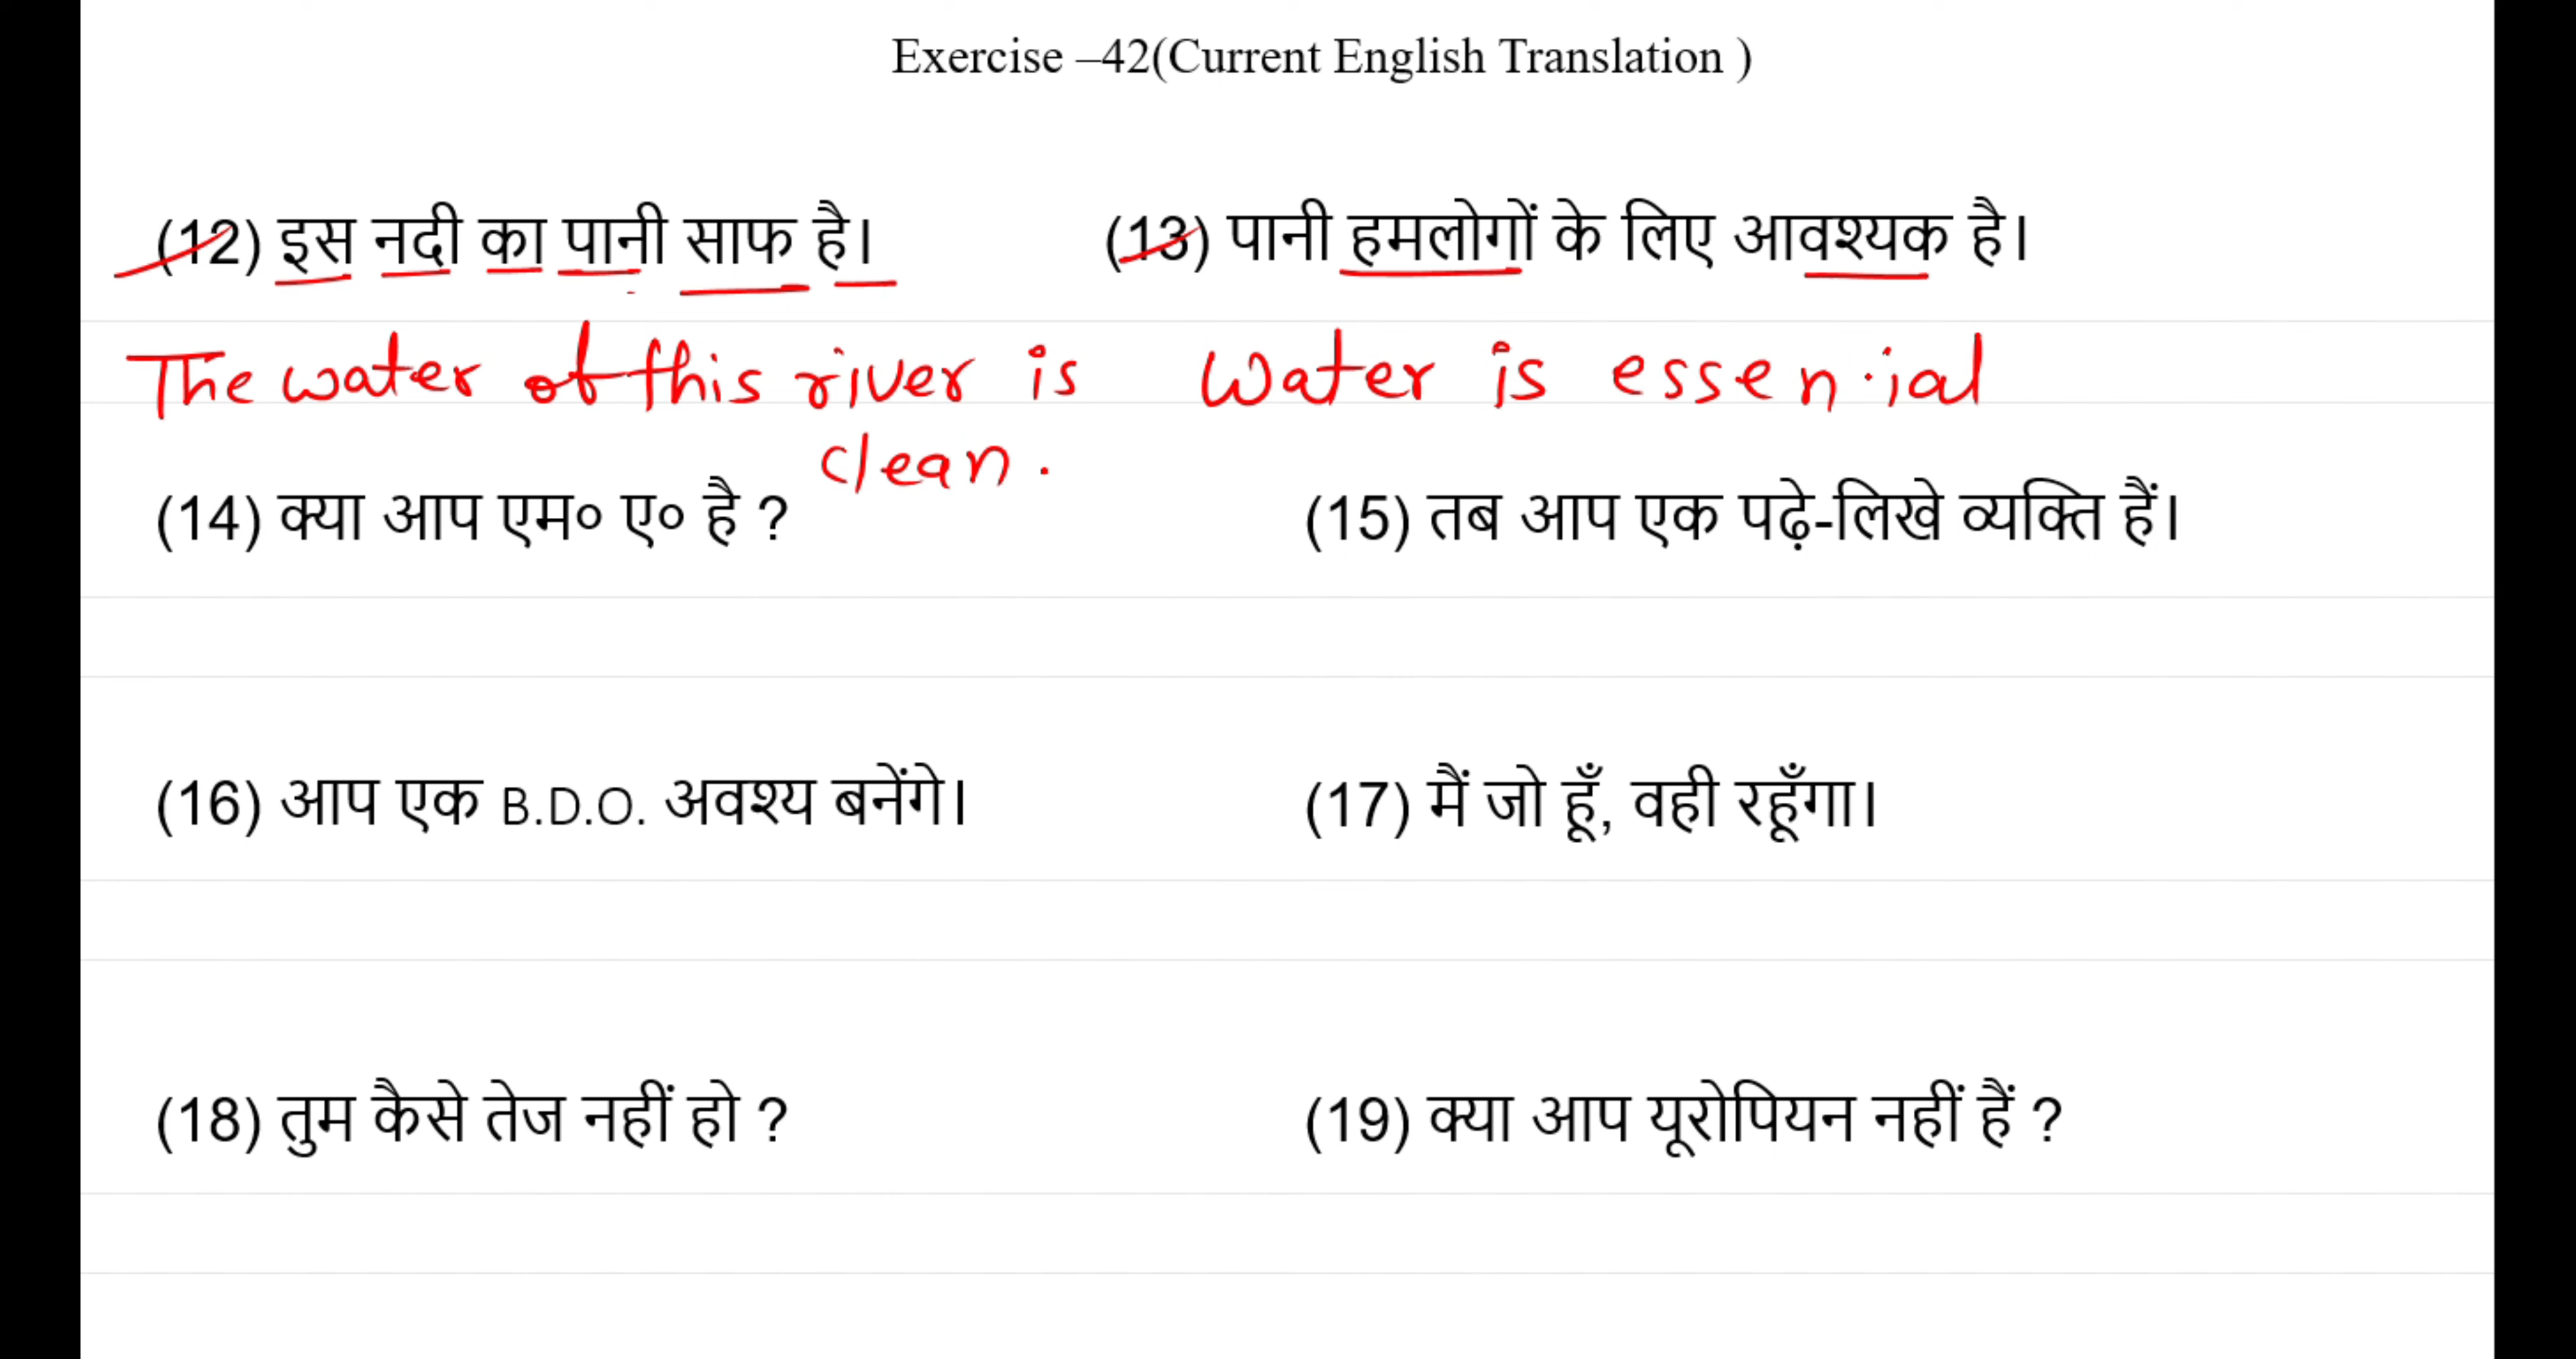 Exercise –42(Current English Translation )
(12) इस नदी का पानी साफ है। (13) पानी हमलोगों के लिए आवश्यक है।
The water of this river is Water is essen.ial
clean.
(14) क्या आप एम० ए० है ? (15) तब आप एक पढ़े-लिखे व्यक्ति हैं।
(16) आप एक B.D.O. अवश्य बनेंगे। (17) मैं जो हूँ, वही रहूँगा।
(18) तुम कैसे तेज नहीं हो ? (19) क्या आप यूरोपियन नहीं हैं ?